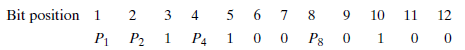 Bit position 1 2 3 4 5 6 7 8 9 10 11 12
P₁ P₂ 1 P₄ 1 0 0 P₈ 0 1 0 0